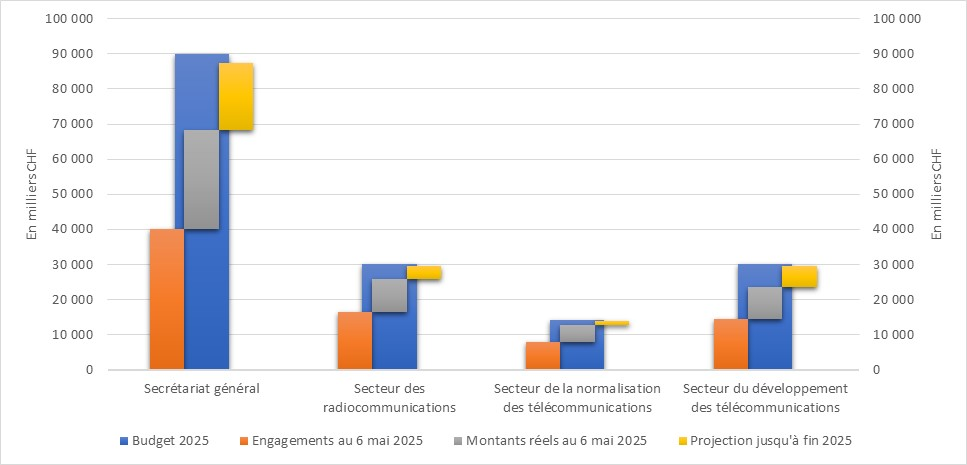 100 000
90 000
80 000
70 000
60 000
50 000
40 000
30 000
20 000
10 000
0
En milliers CHF
100 000
90 000
80 000
70 000
60 000
50 000
40 000
30 000
20 000
10 000
0
En milliers CHF
Secrétariat général
Secteur des
radiocommunications
Secteur de la normalisation
des télécommunications
Secteur du développement
des télécommunications
Budget 2025
Engagements au 6 mai 2025
Montants réels au 6 mai 2025
Projection jusqu'à fin 2025